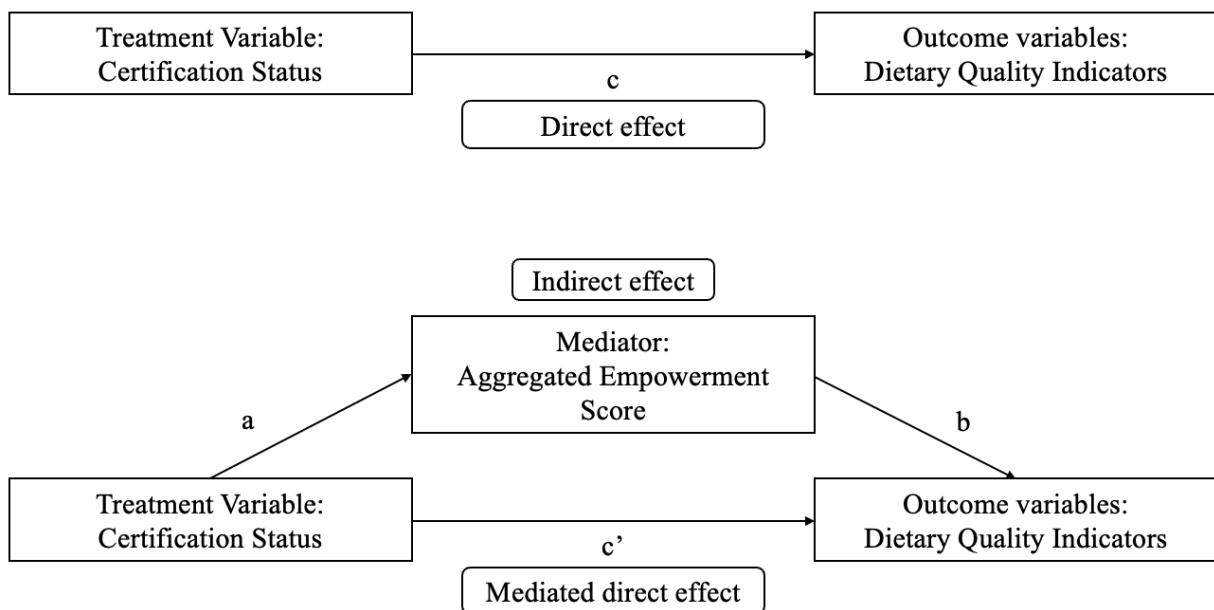 Treatment Variable:
Certification Status
Outcome variables:
Dietary Quality Indicators
c
Direct effect
Indirect effect
Mediator:
Aggregated Empowerment
Score
a
b
Treatment Variable:
Certification Status
Outcome variables:
Dietary Quality Indicators
c’
Mediated direct effect